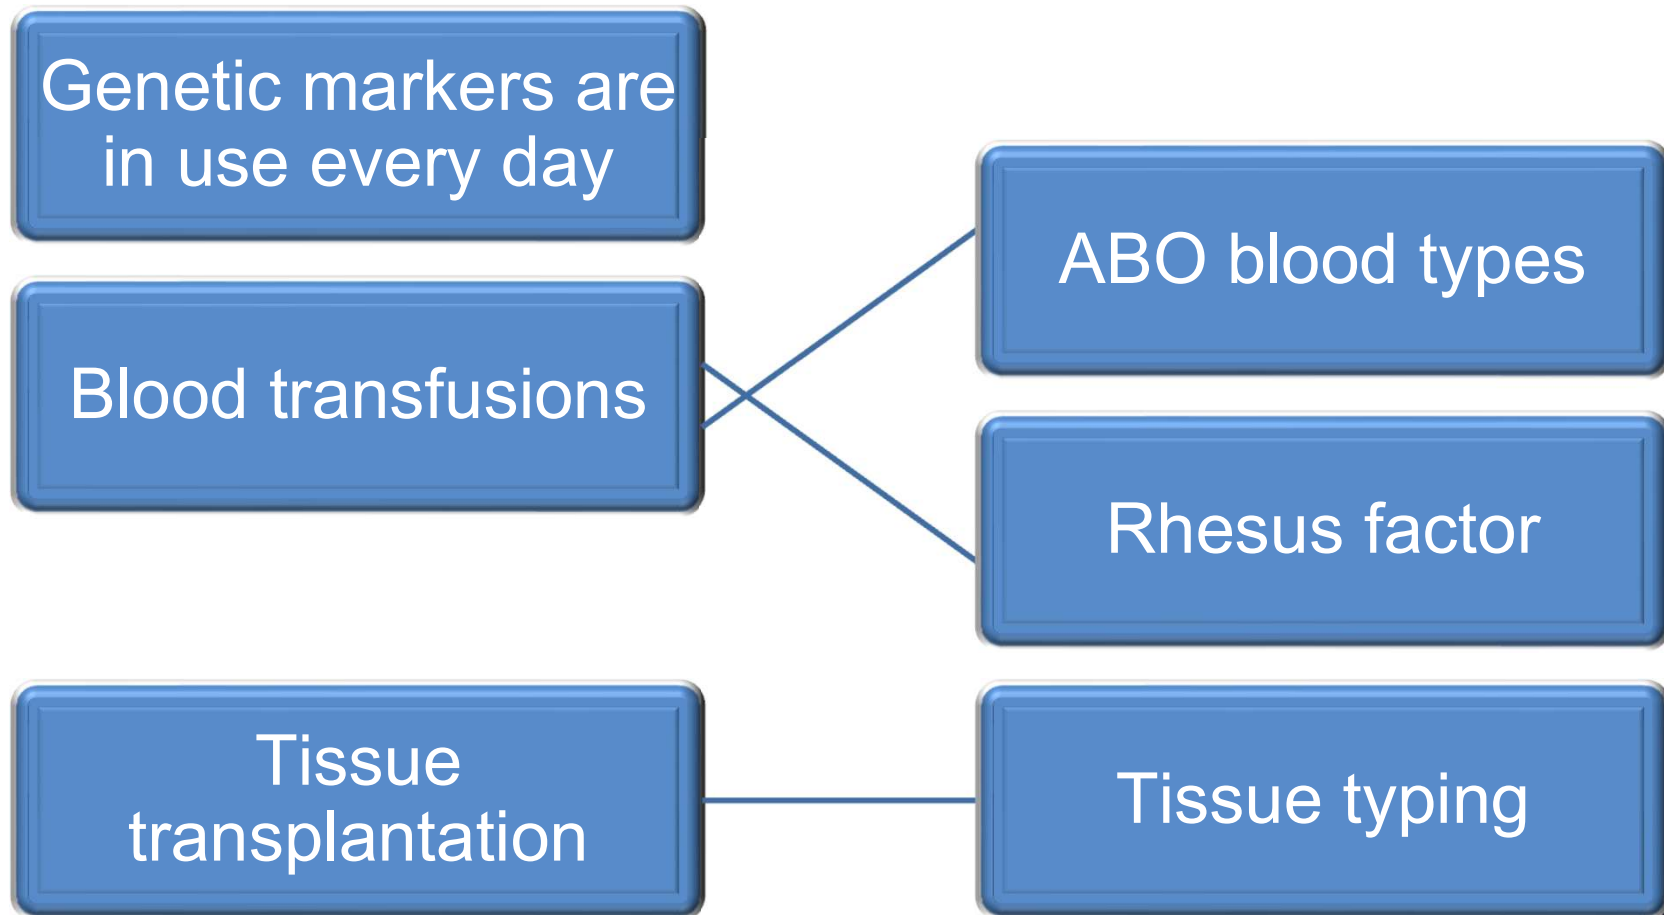 Genetic markers are
in use every day
Blood transfusions
ABO blood types
Rhesus factor
Tissue
transplantation
Tissue typing